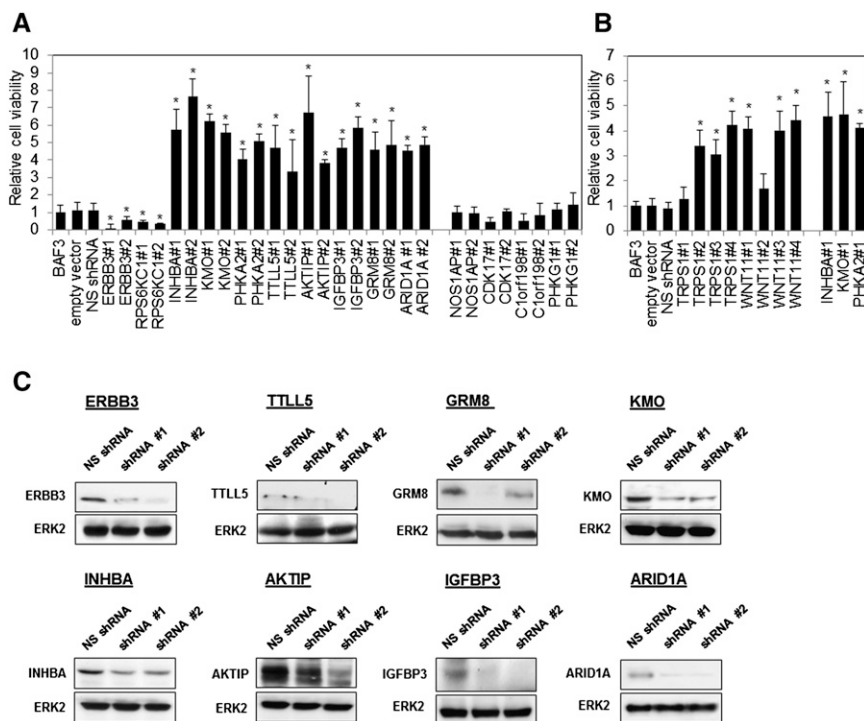 A
Relative cell viability
10
9
8
7
6
5
4
3
2
1
0
* * * * * * * * * * * * * * * * * * * *
BAF3
empty vector
NS shRNA
ERBB3#1
ERBB3#2
RPS6KC1#1
RPS6KC1#2
INHBA#1
INHBA#2
KMO#1
KMO#2
PHKA2#1
PHKA2#2
TTLL5#1
TTLL5#2
AKTIP#1
AKTIP#2
IGFBP3#1
IGFBP3#2
GRM8#1
GRM8#2
ARID1A #1
ARID1A #2
NOS1AP#1
NOS1AP#2
CDK17#1
CDK17#2
C1orf198#1
C1orf198#2
PHKG1#1
PHKG1#2
B
Relative cell viability
7
6
5
4
3
2
1
0
* * * * * * * * *
BAF3
empty vector
NS shRNA
TRPS1#1
TRPS1#2
TRPS1#3
TRPS1#4
WNT11#1
WNT11#2
WNT11#3
WNT11#4
INHBA#1
KMO#1
PHKA2#1
C
ERBB3
NS shRNA
shRNA #1
shRNA #2
ERBB3
ERK2
TTLL5
NS shRNA
shRNA #1
shRNA #2
TTLL5
ERK2
GRM8
NS shRNA
shRNA #1
shRNA #2
GRM8
ERK2
KMO
NS shRNA
shRNA #1
shRNA #2
KMO
ERK2
INHBA
NS shRNA
shRNA #1
shRNA #2
INHBA
ERK2
AKTIP
NS shRNA
shRNA #1
shRNA #2
AKTIP
ERK2
IGFBP3
NS shRNA
shRNA #1
shRNA #2
IGFBP3
ERK2
ARID1A
NS shRNA
shRNA #1
shRNA #2
ARID1A
ERK2